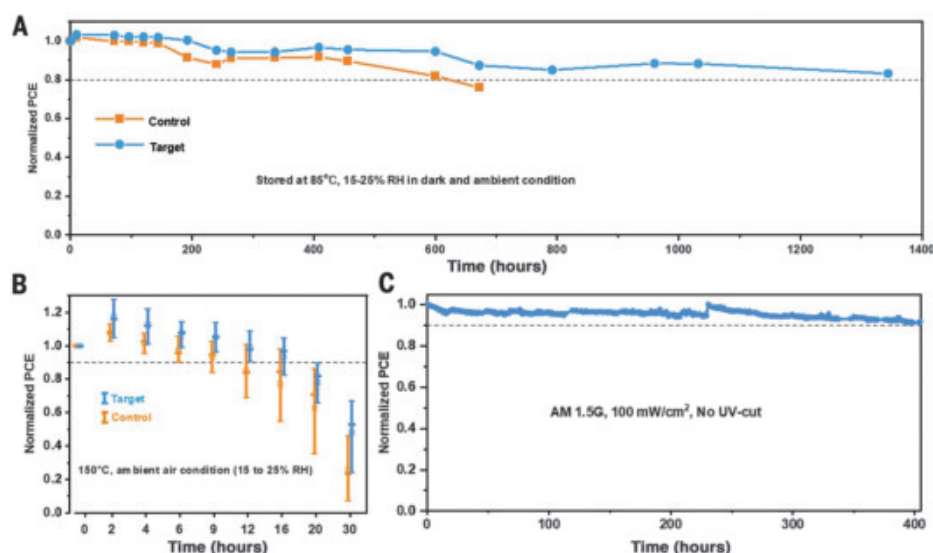 A
Normalized PCE
1.0
0.8
0.6
0.4
0.2
0.0
Control
Target
Stored at 85°C, 15-25% RH in dark and ambient condition
0 200 400 600 800 1000 1200 1400
Time (hours)
B
Normalized PCE
1.2
1.0
0.8
0.6
0.4
0.2
0.0
Target
Control
150°C, ambient air condition (15 to 25% RH)
0 2 4 6 9 12 16 20 30
Time (hours)
C
Normalized PCE
1.0
0.8
0.6
0.4
0.2
0.0
AM 1.5G, 100 mW/cm², No UV-cut
0 100 200 300 400
Time (hours)